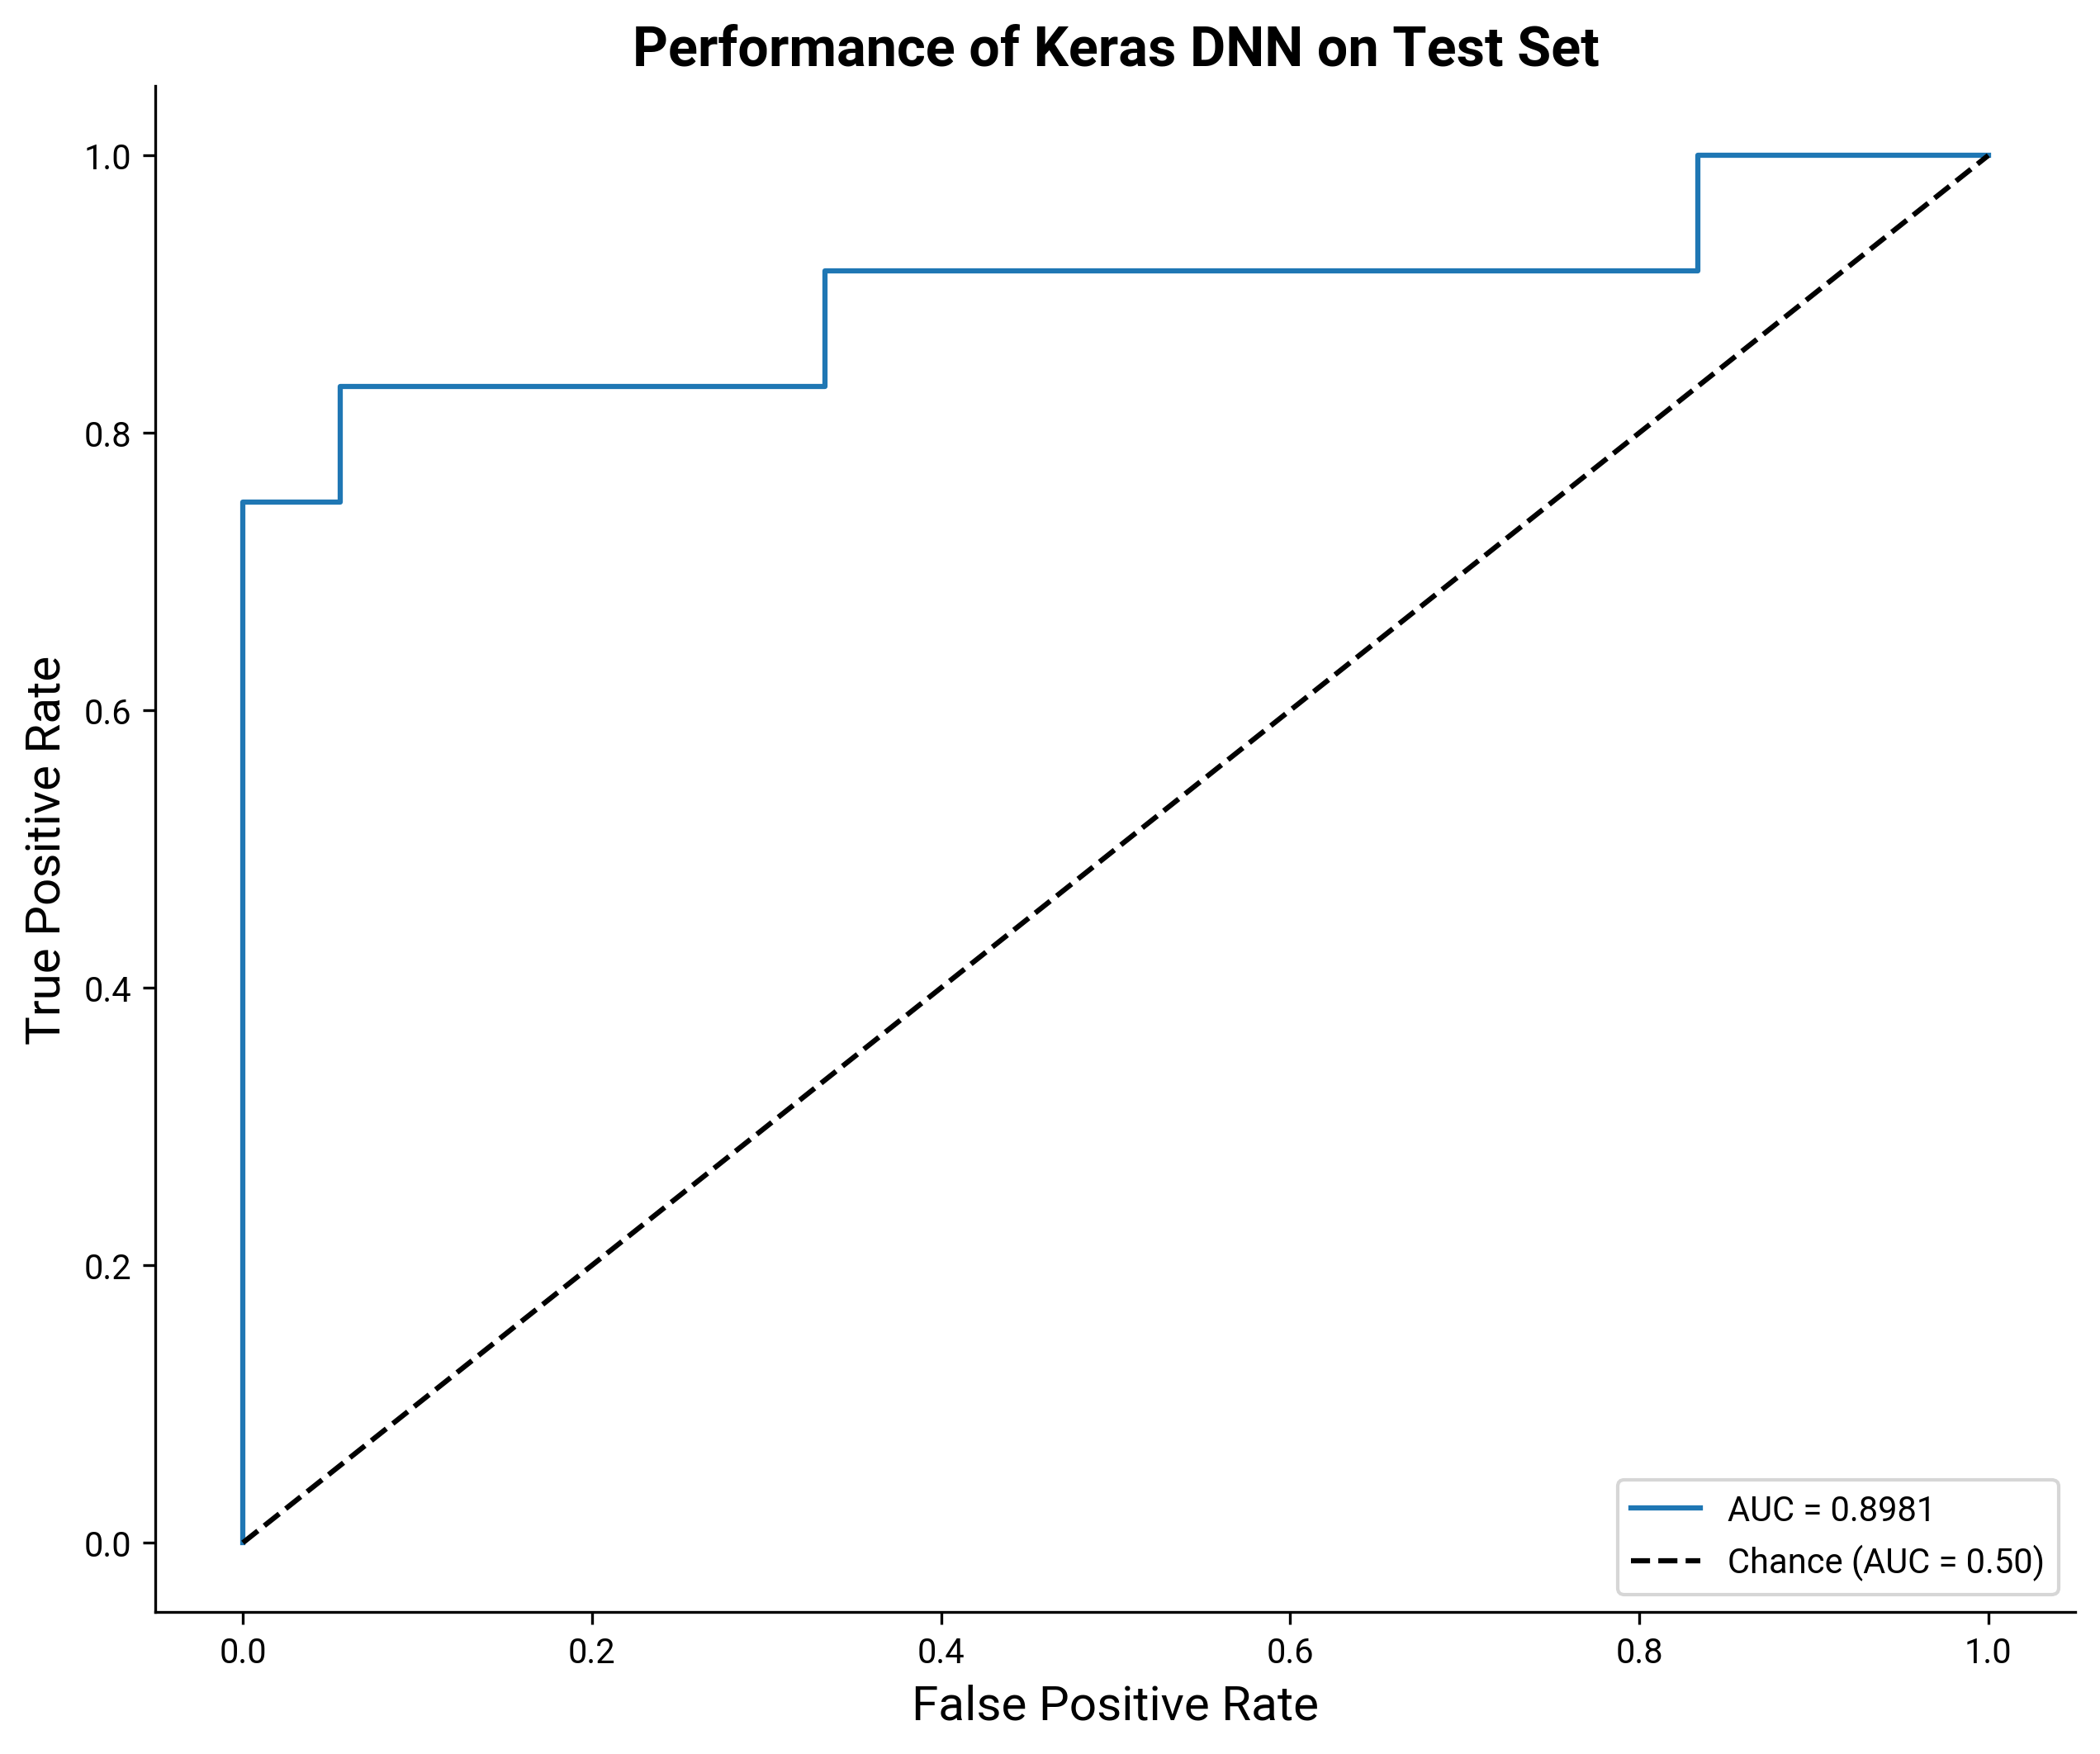 Performance of Keras DNN on Test Set
True Positive Rate
1.0
0.8
0.6
0.4
0.2
0.0
AUC = 0.8981
Chance (AUC = 0.50)
0.0 0.2 0.4 0.6 0.8 1.0
False Positive Rate